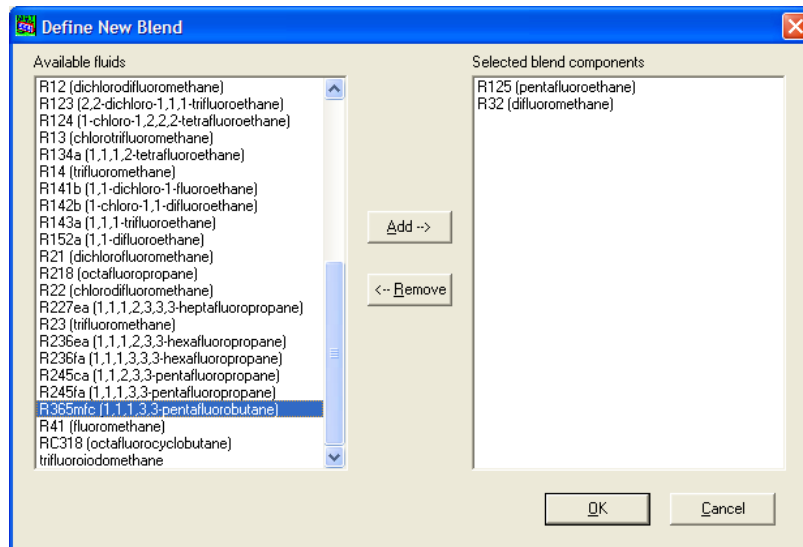 Define New Blend
Available fluids
R12 (dichlorodifluoromethane)
R123 (2,2-dichloro-1,1,1-trifluoroethane)
R124 (1-chloro-1,2,2,2-tetrafluoroethane)
R13 (chlorotrifluoromethane)
R134a (1,1,1,2-tetrafluoroethane)
R14 (trifluoromethane)
R141b (1,1-dichloro-1-fluoroethane)
R142b (1-chloro-1,1-difluoroethane)
R143a (1,1,1-trifluoroethane)
R152a (1,1-difluoroethane)
R21 (dichlorofluoromethane)
R218 (octafluoropropane)
R22 (chlorodifluoromethane)
R227ea (1,1,1,2,3,3,3-heptafluoropropane)
R23 (trifluoromethane)
R236ea (1,1,1,2,3,3-hexafluoropropane)
R236fa (1,1,1,3,3,3-hexafluoropropane)
R245ca (1,1,2,2,3-pentafluoropropane)
R245fa (1,1,1,3,3-pentafluoropropane)
R365mfc (1,1,1,3,3-pentafluorobutane)
R41 (fluoromethane)
RC318 (octafluorocyclobutane)
trifluoroiodomethane
Add -->
<-- Remove
Selected blend components
R125 (pentafluoroethane)
R32 (difluoromethane)
OK
Cancel